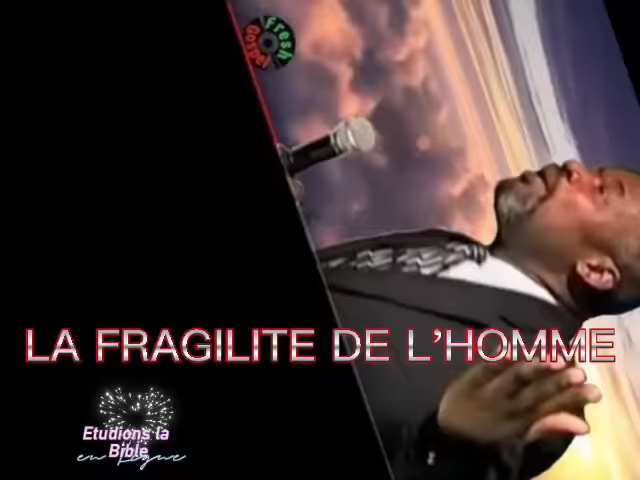 fresh
gospel
LA FRAGILITE DE L'HOMME
Etudions la
Bible
en ligne